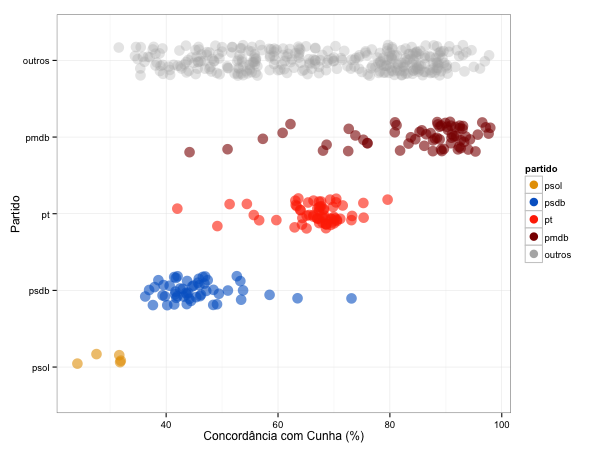 outros
pmdb
pt
psdb
psol
Partido
40
60
80
100
Concordância com Cunha (%)
partido
psol
psdb
pt
pmdb
outros